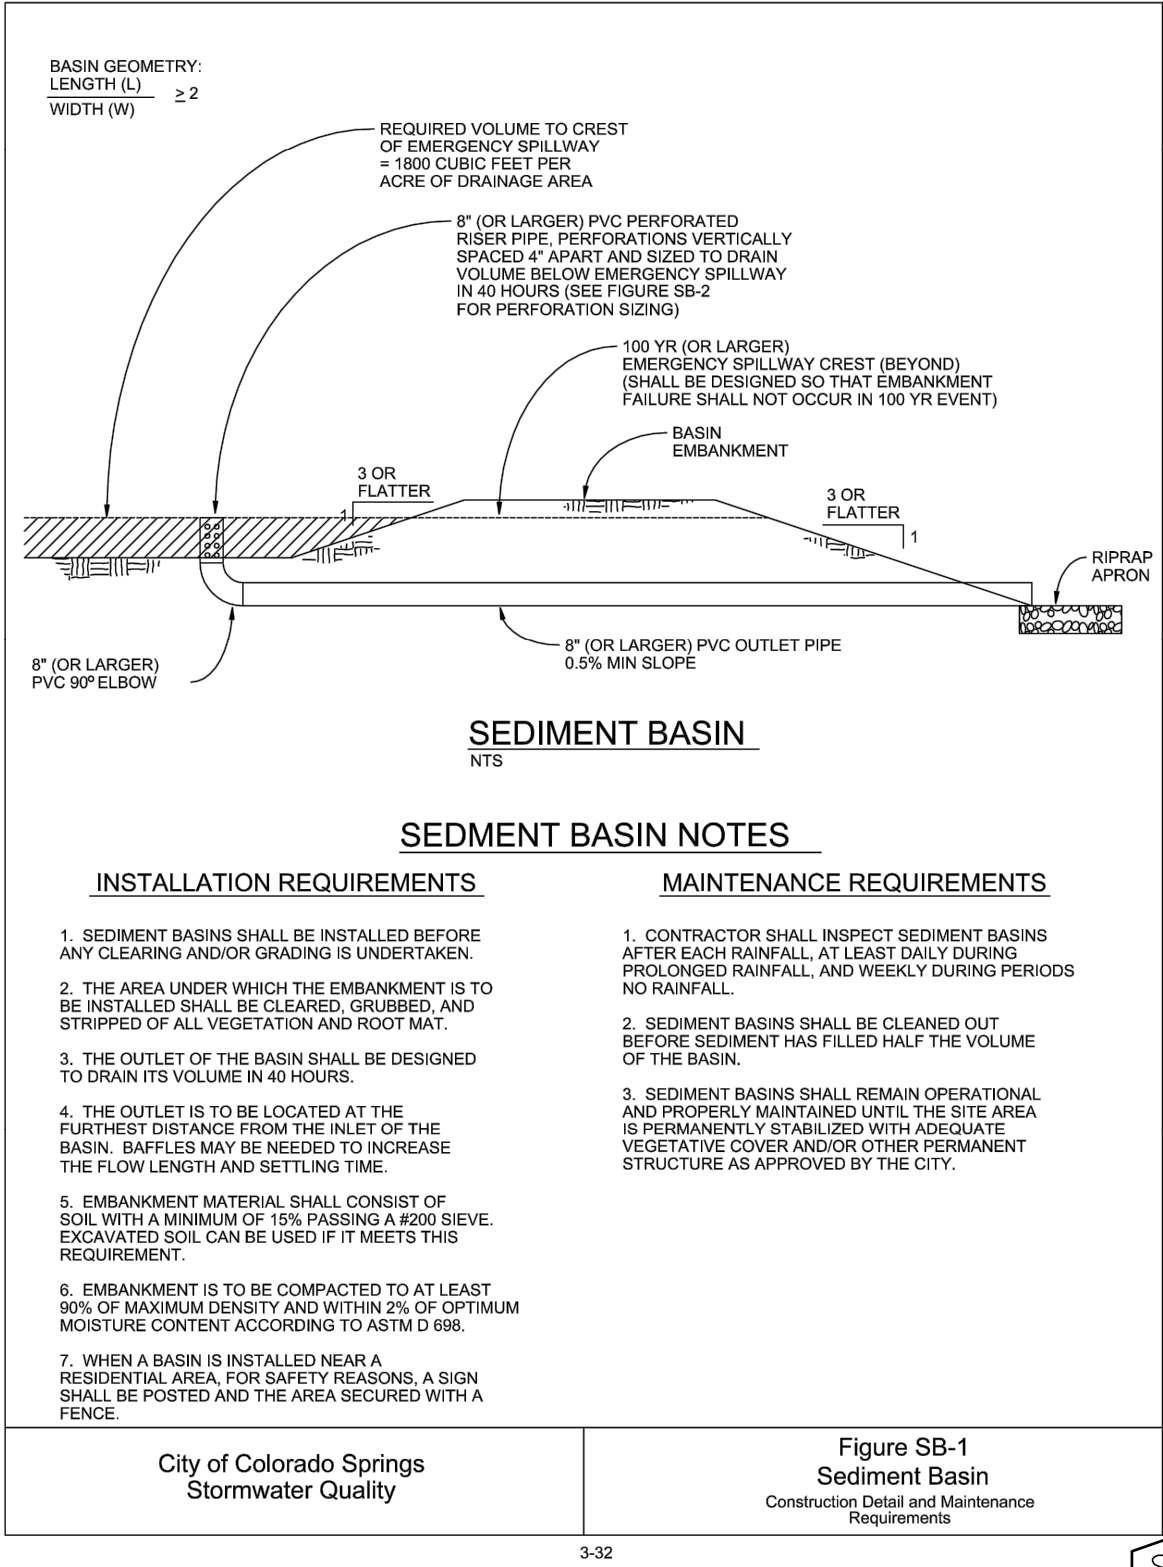 BASIN GEOMETRY:
LENGTH (L)
WIDTH (W)
≥ 2
REQUIRED VOLUME TO CREST
OF EMERGENCY SPILLWAY
= 1800 CUBIC FEET PER
ACRE OF DRAINAGE AREA
8" (OR LARGER) PVC PERFORATED
RISER PIPE, PERFORATIONS VERTICALLY
SPACED 4" APART AND SIZED TO DRAIN
VOLUME BELOW EMERGENCY SPILLWAY
IN 40 HOURS (SEE FIGURE SB-2
FOR PERFORATION SIZING)
100 YR (OR LARGER)
EMERGENCY SPILLWAY CREST (BEYOND)
(SHALL BE DESIGNED SO THAT EMBANKMENT
FAILURE SHALL NOT OCCUR IN 100 YR EVENT)
BASIN
EMBANKMENT
3 OR
FLATTER
1
3 OR
FLATTER
1
RIPRAP
APRON
8" (OR LARGER) PVC OUTLET PIPE
0.5% MIN SLOPE
8" (OR LARGER)
PVC 90º ELBOW
SEDIMENT BASIN
NTS
SEDMENT BASIN NOTES
INSTALLATION REQUIREMENTS
1. SEDIMENT BASINS SHALL BE INSTALLED BEFORE
ANY CLEARING AND/OR GRADING IS UNDERTAKEN.
2. THE AREA UNDER WHICH THE EMBANKMENT IS TO
BE INSTALLED SHALL BE CLEARED, GRUBBED, AND
STRIPPED OF ALL VEGETATION AND ROOT MAT.
3. THE OUTLET OF THE BASIN SHALL BE DESIGNED
TO DRAIN ITS VOLUME IN 40 HOURS.
4. THE OUTLET IS TO BE LOCATED AT THE
FURTHEST DISTANCE FROM THE INLET OF THE
BASIN. BAFFLES MAY BE NEEDED TO INCREASE
THE FLOW LENGTH AND SETTLING TIME.
5. EMBANKMENT MATERIAL SHALL CONSIST OF
SOIL WITH A MINIMUM OF 15% PASSING A #200 SIEVE.
EXCAVATED SOIL CAN BE USED IF IT MEETS THIS
REQUIREMENT.
6. EMBANKMENT IS TO BE COMPACTED TO AT LEAST
90% OF MAXIMUM DENSITY AND WITHIN 2% OF OPTIMUM
MOISTURE CONTENT ACCORDING TO ASTM D 698.
7. WHEN A BASIN IS INSTALLED NEAR A
RESIDENTIAL AREA, FOR SAFETY REASONS, A SIGN
SHALL BE POSTED AND THE AREA SECURED WITH A
FENCE.
MAINTENANCE REQUIREMENTS
1. CONTRACTOR SHALL INSPECT SEDIMENT BASINS
AFTER EACH RAINFALL, AT LEAST DAILY DURING
PROLONGED RAINFALL, AND WEEKLY DURING PERIODS
NO RAINFALL.
2. SEDIMENT BASINS SHALL BE CLEANED OUT
BEFORE SEDIMENT HAS FILLED HALF THE VOLUME
OF THE BASIN.
3. SEDIMENT BASINS SHALL REMAIN OPERATIONAL
AND PROPERLY MAINTAINED UNTIL THE SITE AREA
IS PERMANENTLY STABILIZED WITH ADEQUATE
VEGETATIVE COVER AND/OR OTHER PERMANENT
STRUCTURE AS APPROVED BY THE CITY.
City of Colorado Springs
Stormwater Quality
Figure SB-1
Sediment Basin
Construction Detail and Maintenance
Requirements
3-32